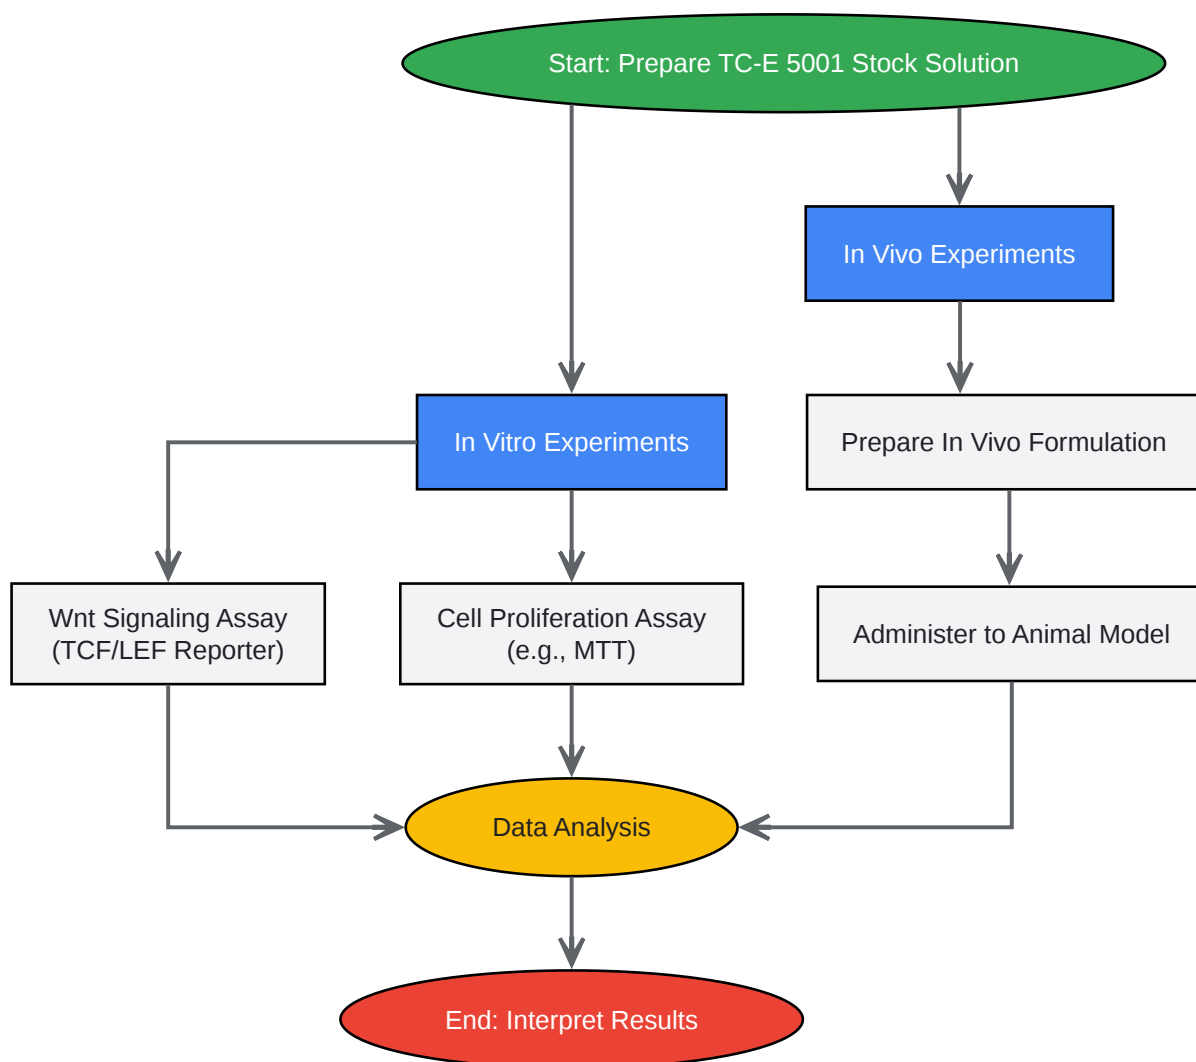 Start: Prepare TC-E 5001 Stock Solution
In Vivo Experiments
In Vitro Experiments
Prepare In Vivo Formulation
Wnt Signaling Assay
(TCF/LEF Reporter)
Cell Proliferation Assay
(e.g., MTT)
Administer to Animal Model
Data Analysis
End: Interpret Results